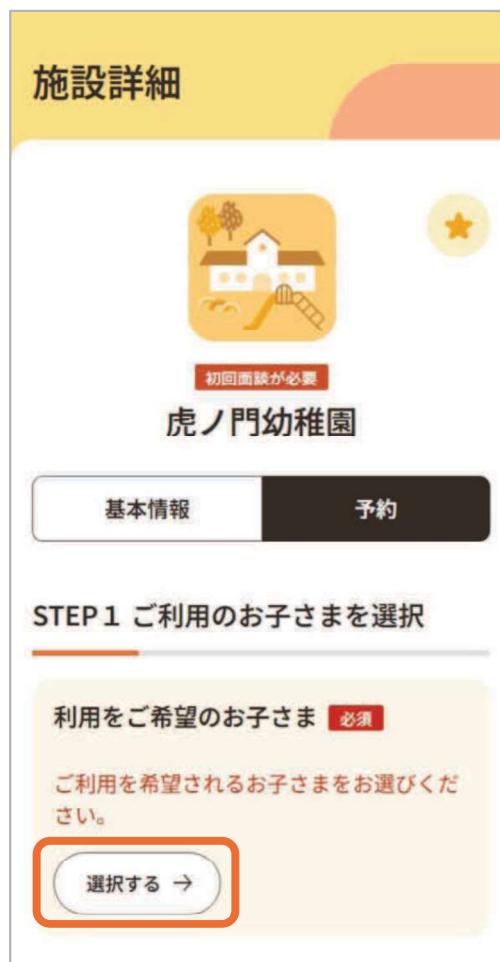 施設詳細
初回面談が必要
虎ノ門幼稚園
基本情報
予約
STEP1 ご利用のお子さまを選択
利用をご希望のお子さま 必須
ご利用を希望されるお子さまをお選びくだ
さい。
選択する →